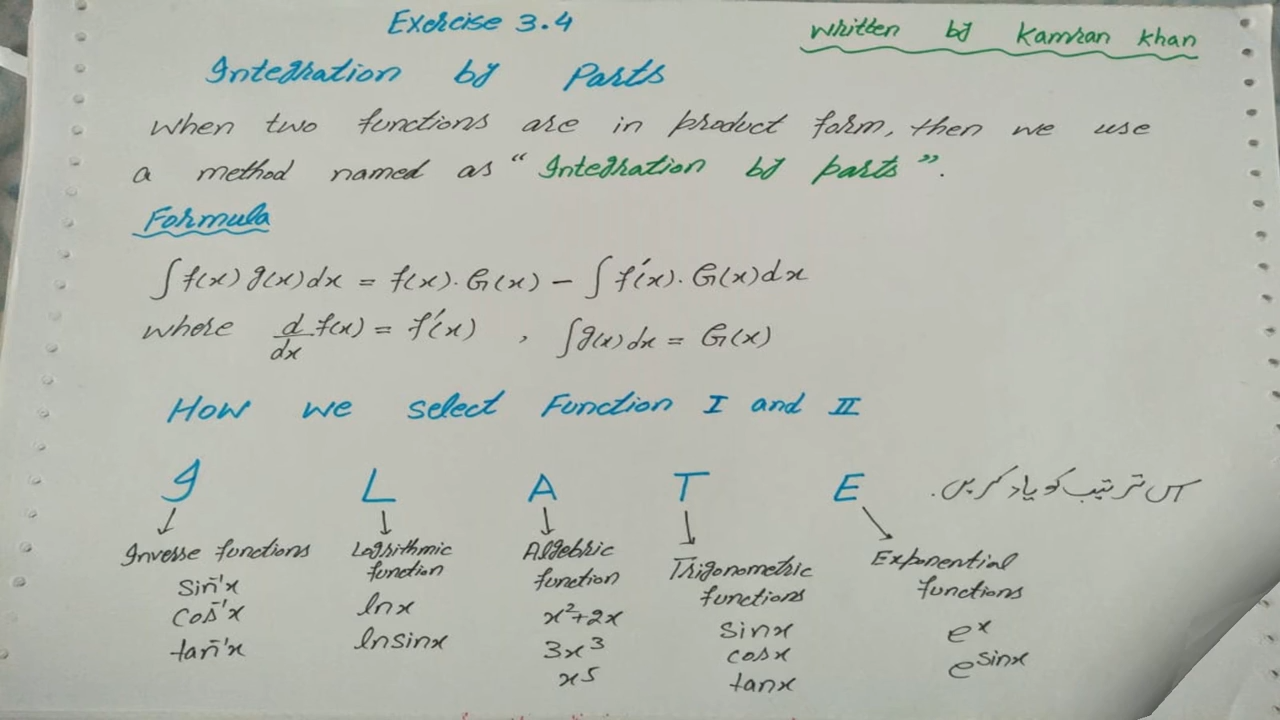 Exercise 3.4
Written by Kamran Khan
Integration by Parts
When two functions are in product form, then we use
a method named as “Integration by parts”.
Formula
∫f(x) g(x)dx = f(x). G(x) − ∫f′(x). G(x)dx
where d/dx f(x) = f′(x) , ∫g(x)dx = G(x)
How we select Function I and II
I L A T E اس ترتیب کو یاد کریں.
Inverse functions Logrithmic function Algebric function Trigonometric functions Exponential functions
sin⁻¹x lnx x²+2x sinx eˣ
cos⁻¹x lnsinx 3x³ cosx e^sinx
tan⁻¹x x⁵ tanx